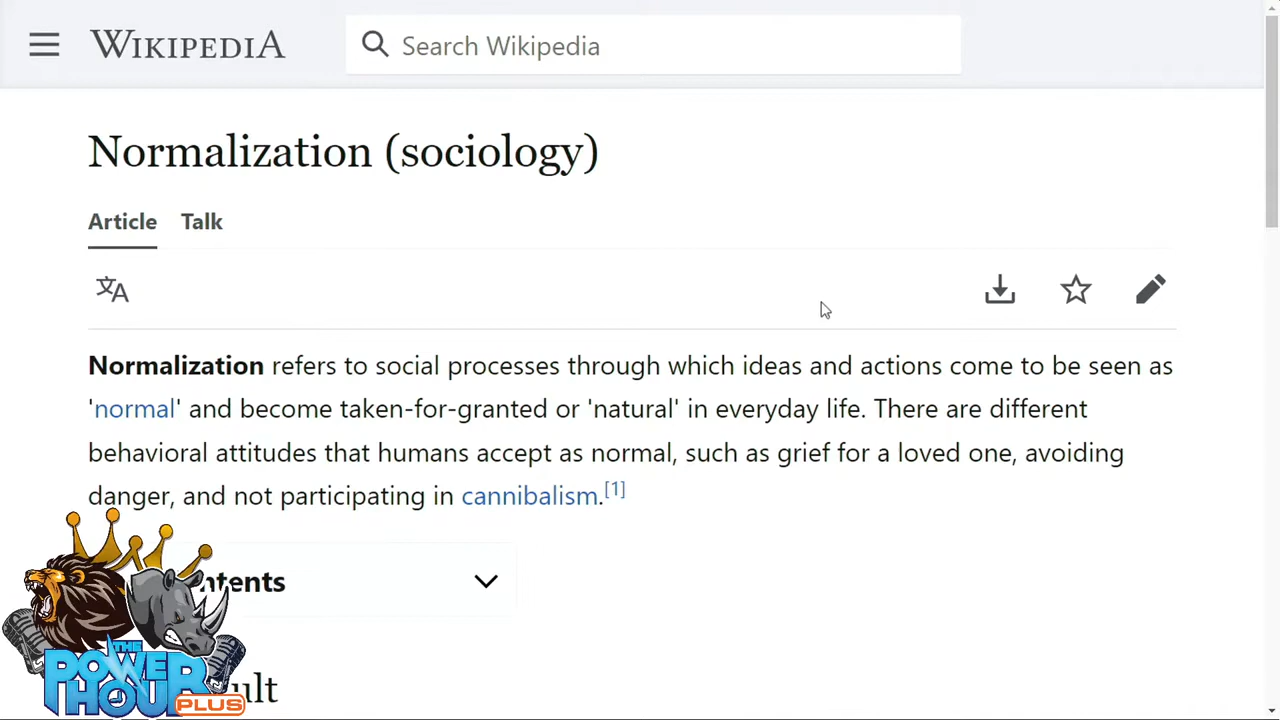 WIKIPEDIA
Search Wikipedia
Normalization (sociology)
Article Talk
Normalization refers to social processes through which ideas and actions come to be seen as
'normal' and become taken-for-granted or 'natural' in everyday life. There are different
behavioral attitudes that humans accept as normal, such as grief for a loved one, avoiding
danger, and not participating in cannibalism.[1]
ntents
ult
THE
POWER
HOUR
PLUS